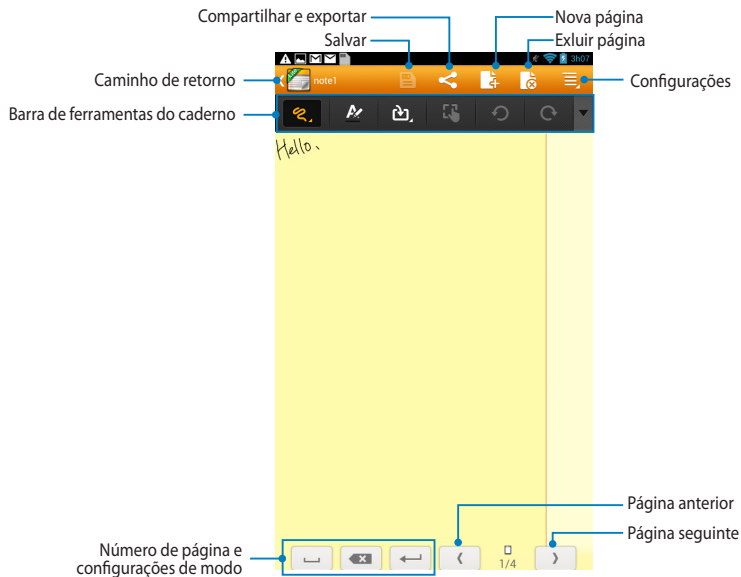 Compartilhar e exportar
Nova página
Salvar
Exluir página
3h07
Caminho de retorno
note1
Configurações
Barra de ferramentas do caderno
Hello.
Página anterior
Página seguinte
Número de página e
configurações de modo
1/4